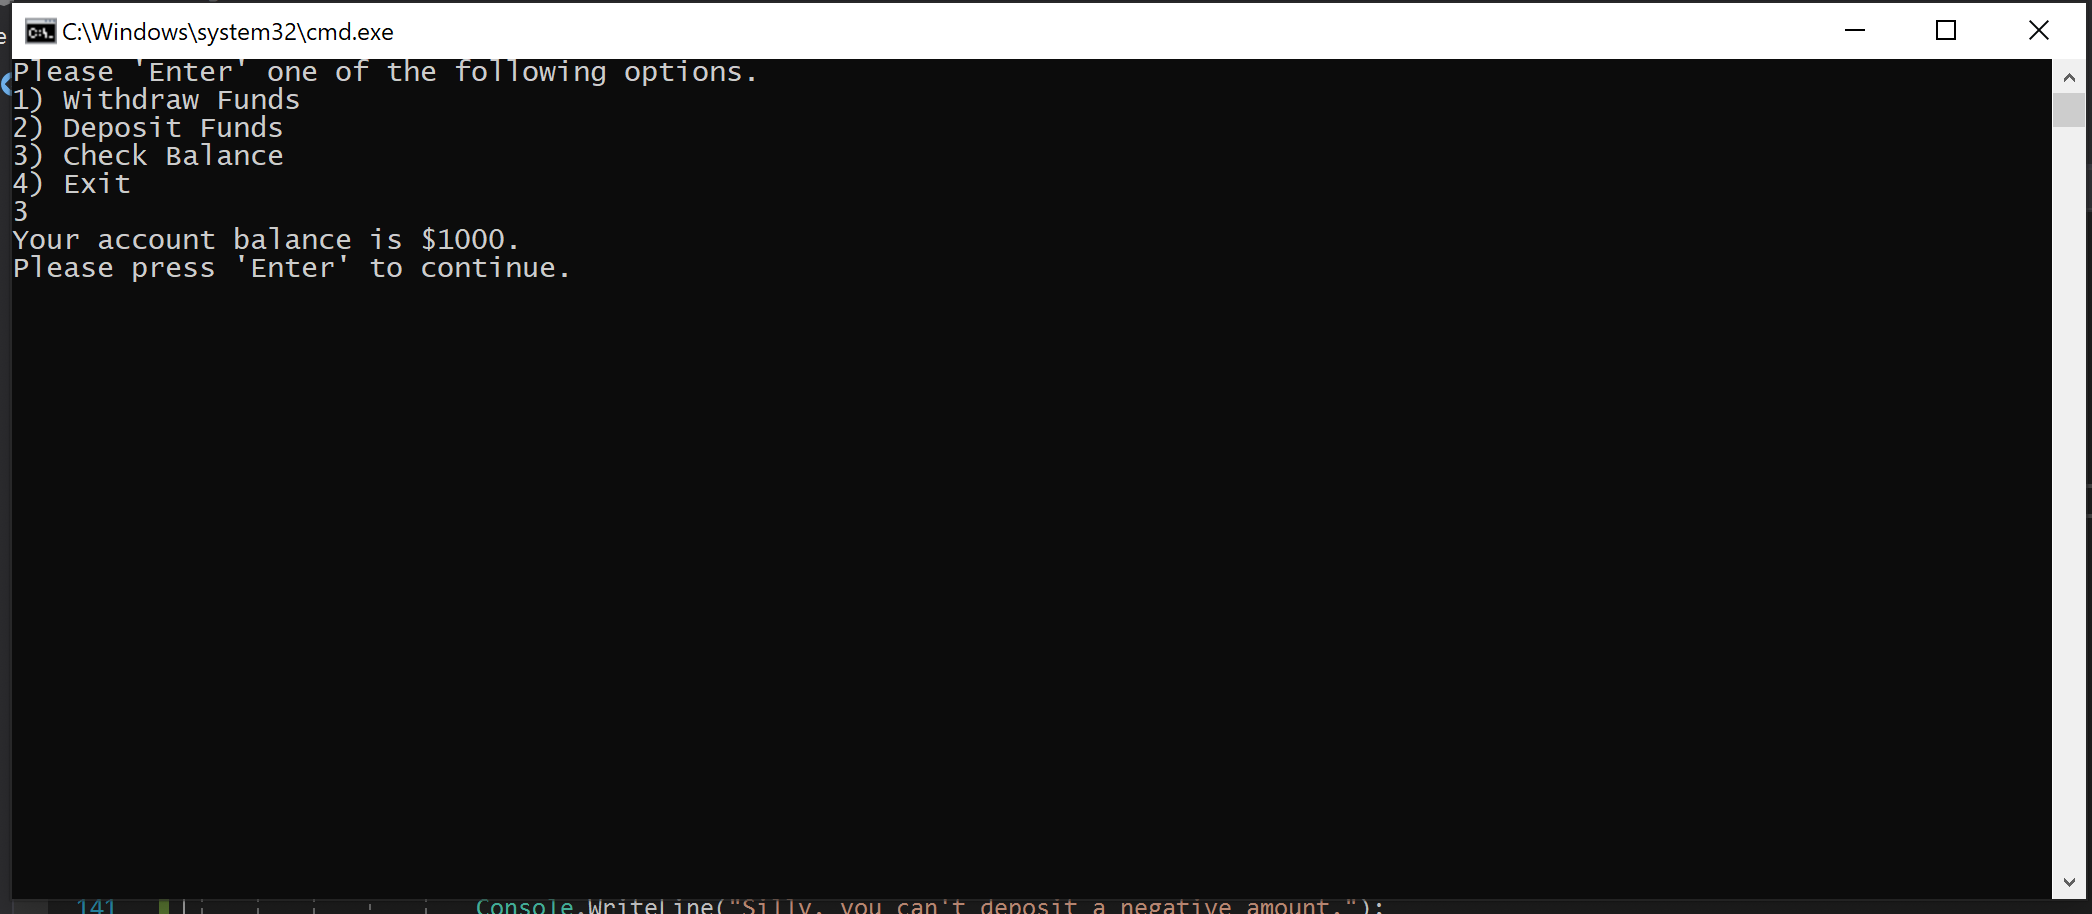 C:\Windows\system32\cmd.exe
Please 'Enter' one of the following options.
1) Withdraw Funds
2) Deposit Funds
3) Check Balance
4) Exit
3
Your account balance is $1000.
Please press 'Enter' to continue.
141 Console.WriteLine("Silly, you can't deposit a negative amount.");